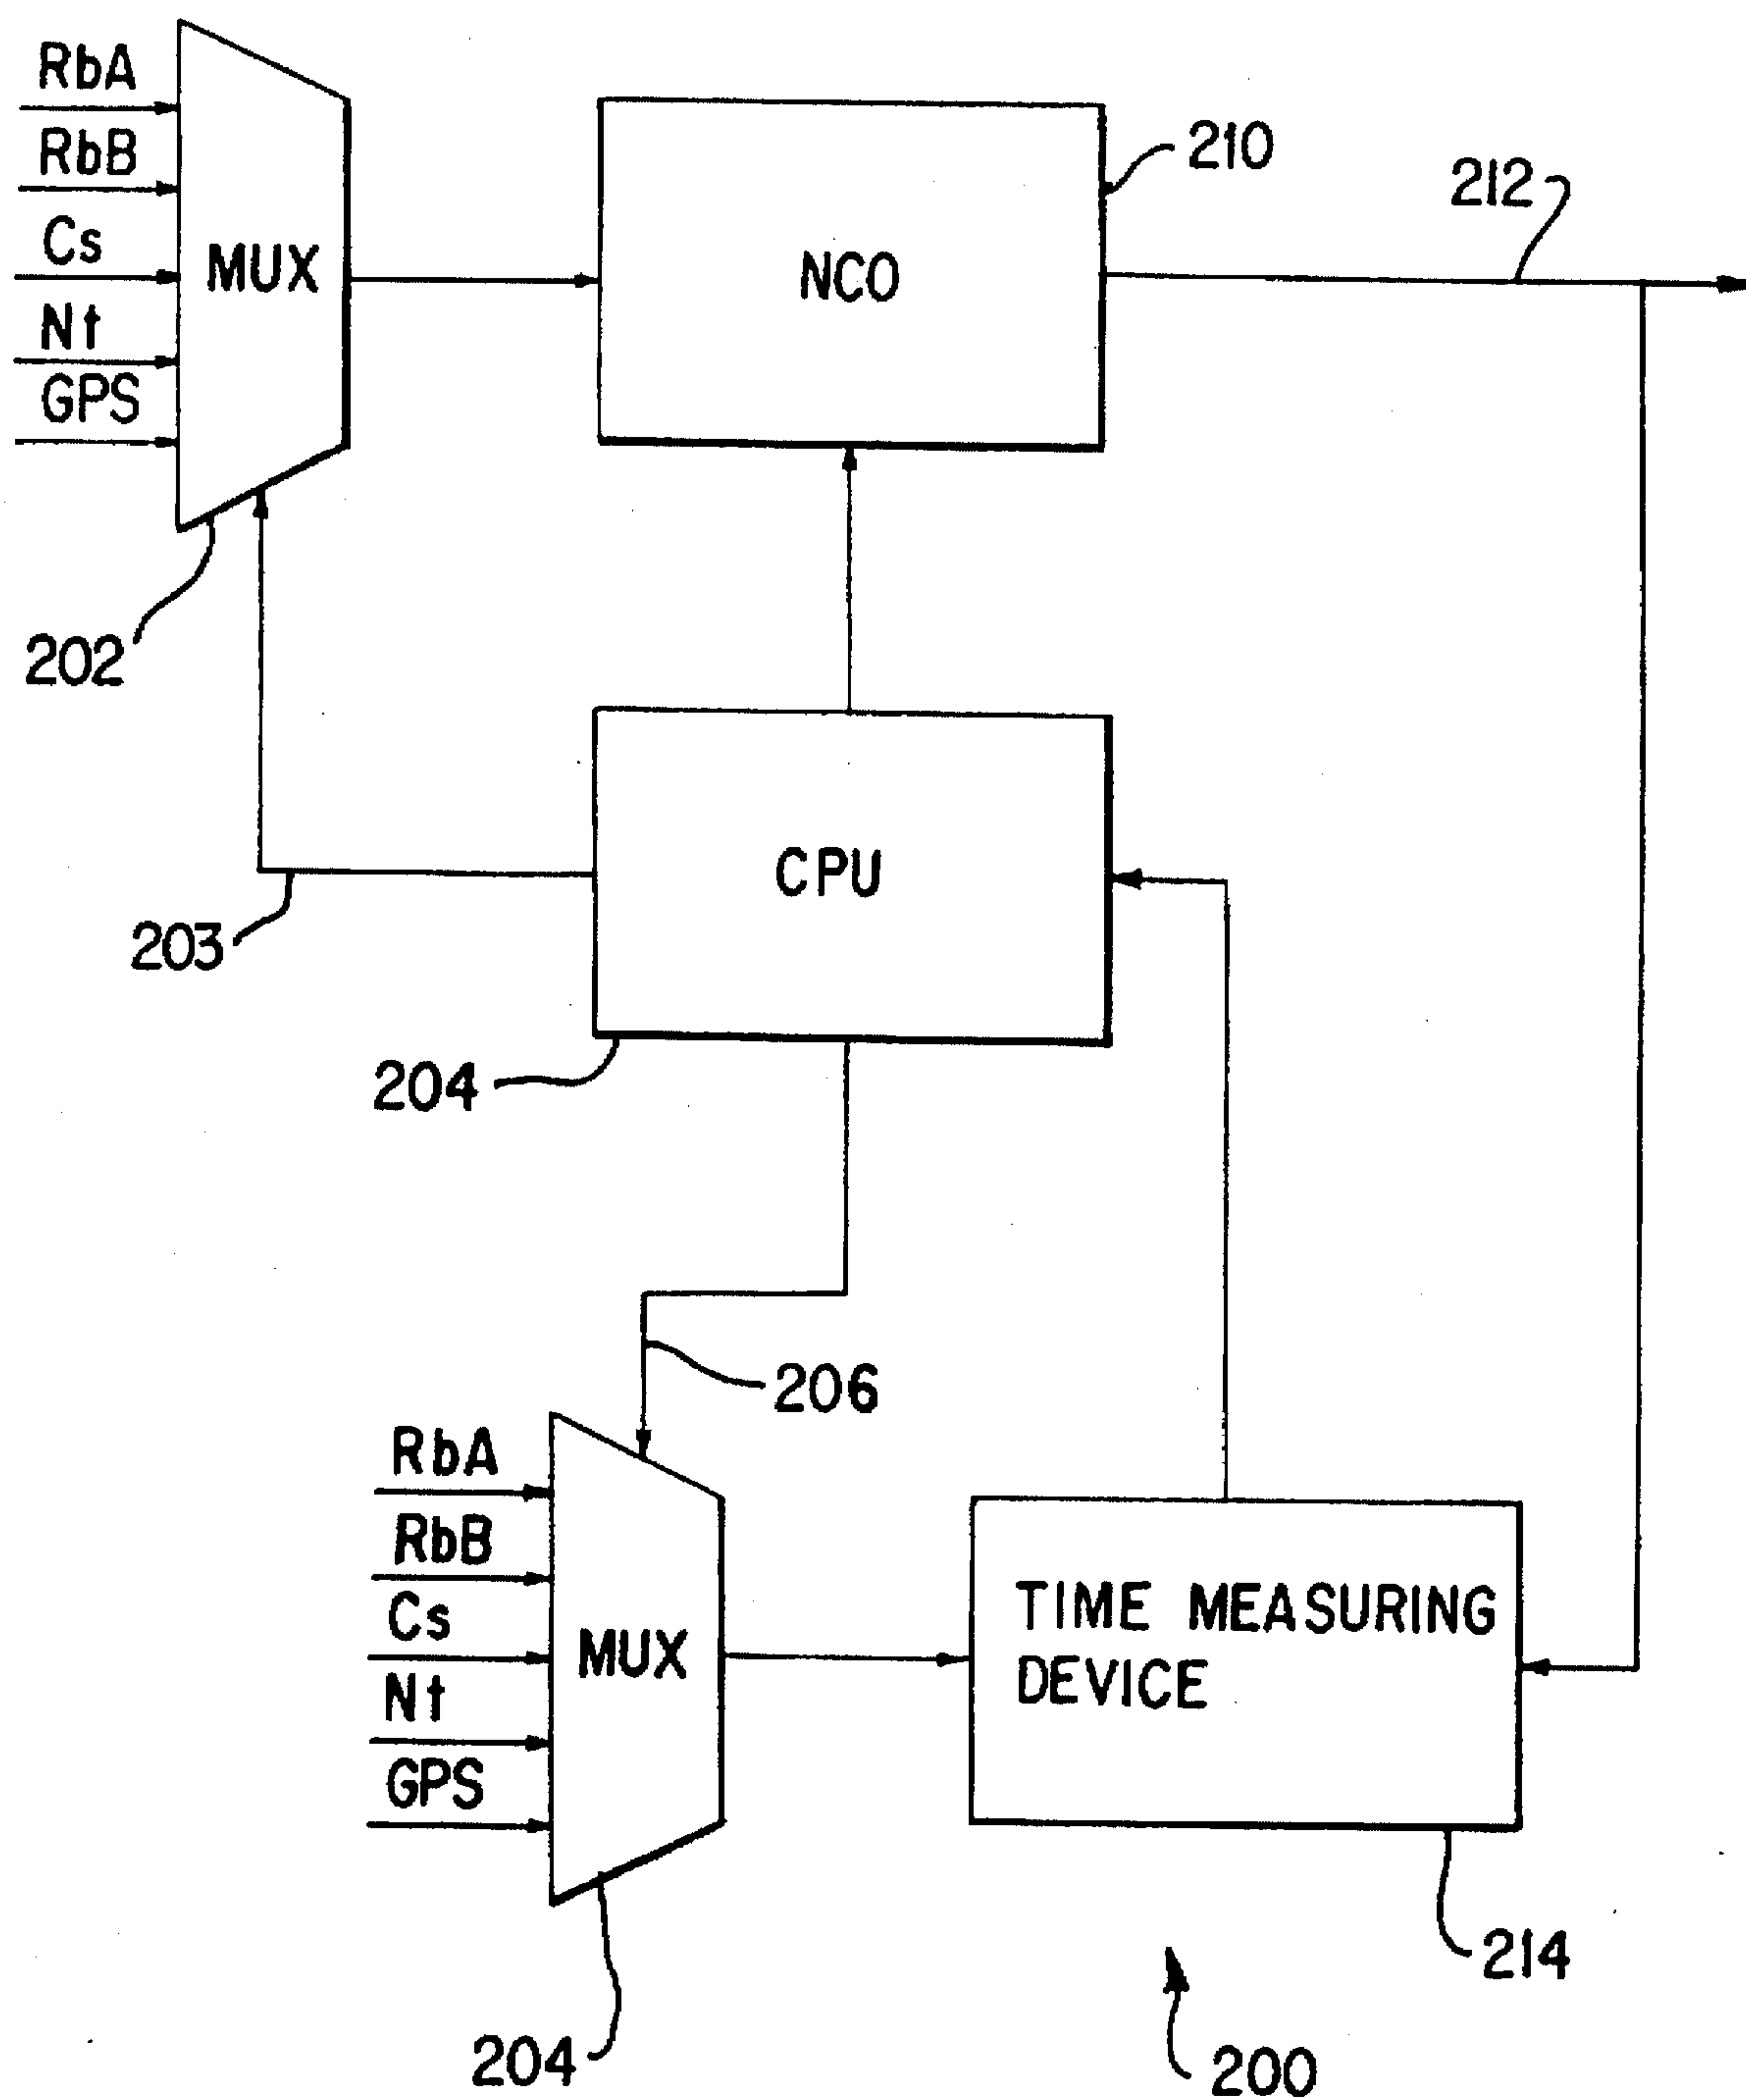 RbA
RbB
Cs
Nt
GPS
MUX
NCO
210
212
202
CPU
203
204
206
RbA
RbB
Cs
Nt
GPS
MUX
TIME MEASURING
DEVICE
214
204
200